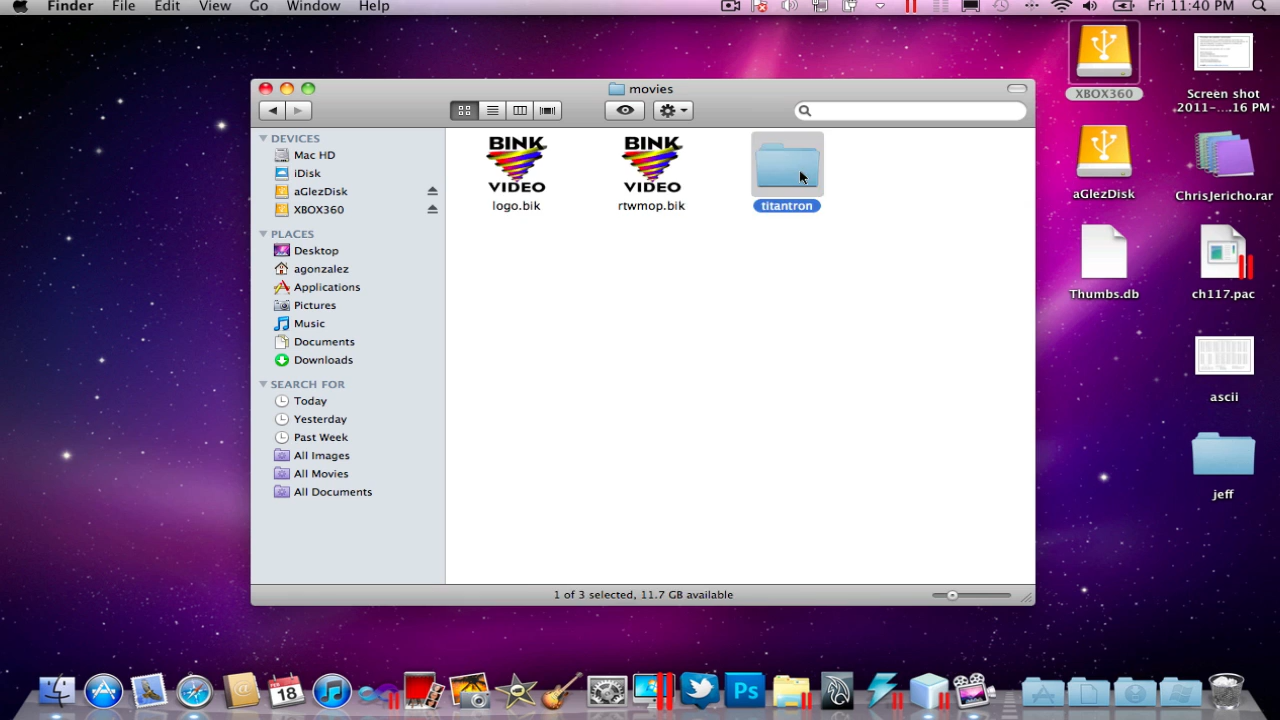 Finder File Edit View Go Window Help
Fri 11:40 PM
movies
DEVICES
Mac HD
iDisk
aGlezDisk
XBOX360
PLACES
Desktop
agonzalez
Applications
Pictures
Music
Documents
Downloads
SEARCH FOR
Today
Yesterday
Past Week
All Images
All Movies
All Documents
BINK
VIDEO
logo.bik
BINK
VIDEO
rtwmop.bik
titantron
1 of 3 selected, 11.7 GB available
XBOX360
Screen shot
2011-....16 PM
aGlezDisk
ChrisJericho.rar
Thumbs.db
ch117.pac
ascii
jeff
FEB
18
Ps